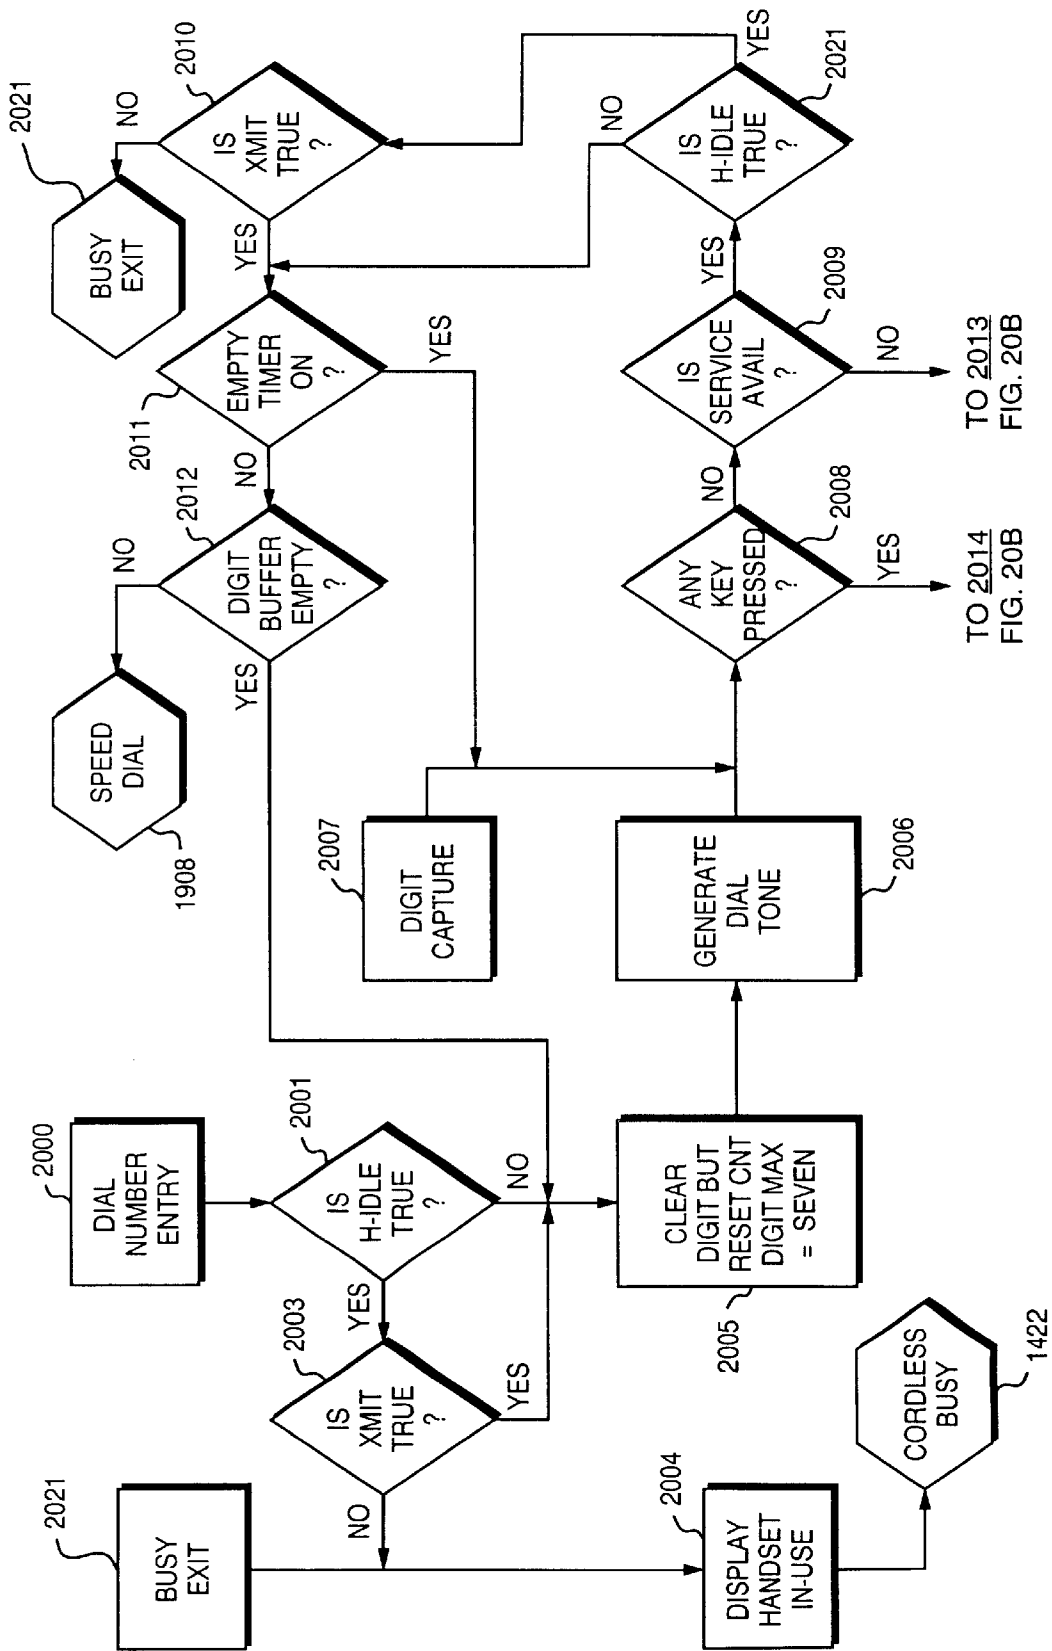 2021
BUSY
EXIT
2000
DIAL
NUMBER
ENTRY
2003
IS
XMIT
TRUE
?
NO
YES
2001
IS
H-IDLE
TRUE
?
YES
NO
2004
DISPLAY
HANDSET
IN-USE
CORDLESS
BUSY
1422
CLEAR
DIGIT BUF
RESET CNT
DIGIT MAX
= SEVEN
2005
GENERATE
DIAL
TONE
2006
2007
DIGIT
CAPTURE
SPEED
DIAL
1908
NO
2012
DIGIT
BUFFER
EMPTY
?
YES
NO
2011
EMPTY
TIMER
ON
?
YES
YES
2010
IS
XMIT
TRUE
?
NO
2021
BUSY
EXIT
ANY
KEY
PRESSED
?
2008
NO
YES
TO 2014
FIG. 20B
IS
SERVICE
AVAIL
?
2009
YES
NO
TO 2013
FIG. 20B
IS
H-IDLE
TRUE
?
2021
NO
YES